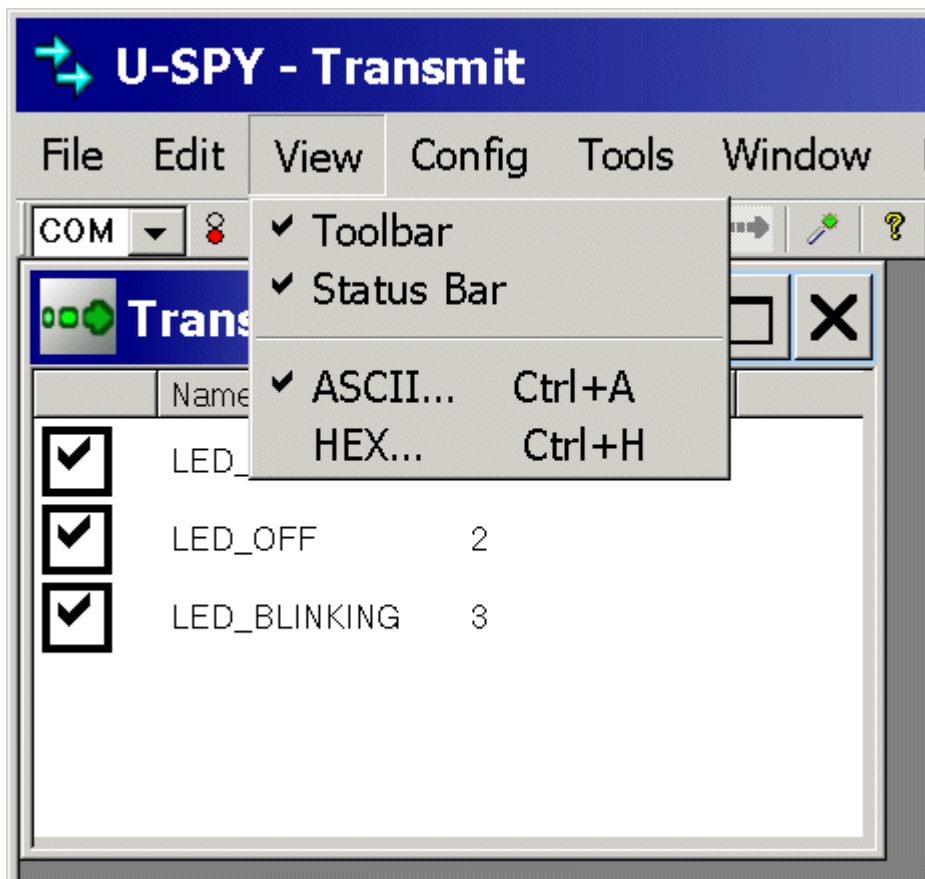 U-SPY - Transmit
File Edit View Config Tools Window
COM
Toolbar
Status Bar
ASCII... Ctrl+A
HEX... Ctrl+H
Trans
Name
LED_
LED_OFF 2
LED_BLINKING 3